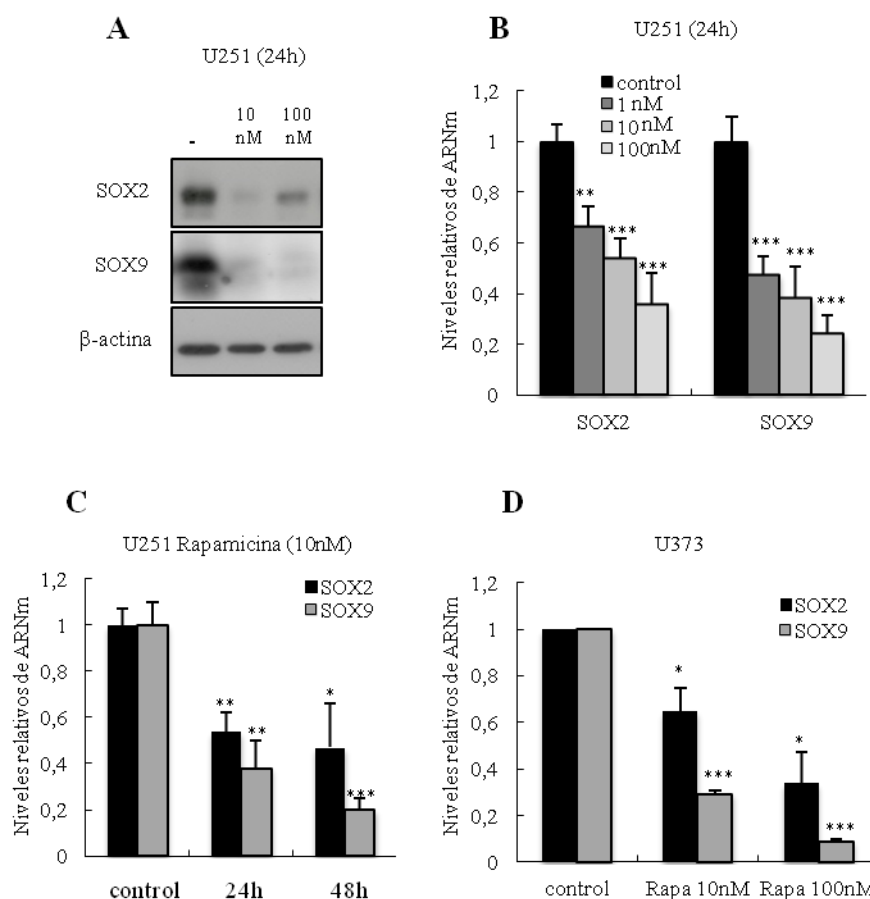 A
U251 (24h)
- 10 nM 100 nM
SOX2
SOX9
β-actina
B
U251 (24h)
control
1 nM
10 nM
100nM
Niveles relativos de ARNm
1,2
1
0,8
0,6
0,4
0,2
0
** *** ***
*** *** ***
SOX2 SOX9
C
U251 Rapamicina (10nM)
SOX2
SOX9
Niveles relativos de ARNm
1,2
1
0,8
0,6
0,4
0,2
0
** **
* ***
control 24h 48h
D
U373
SOX2
SOX9
Niveles relativos de ARNm
1,2
1
0,8
0,6
0,4
0,2
0
* ***
* ***
control Rapa 10nM Rapa 100nM